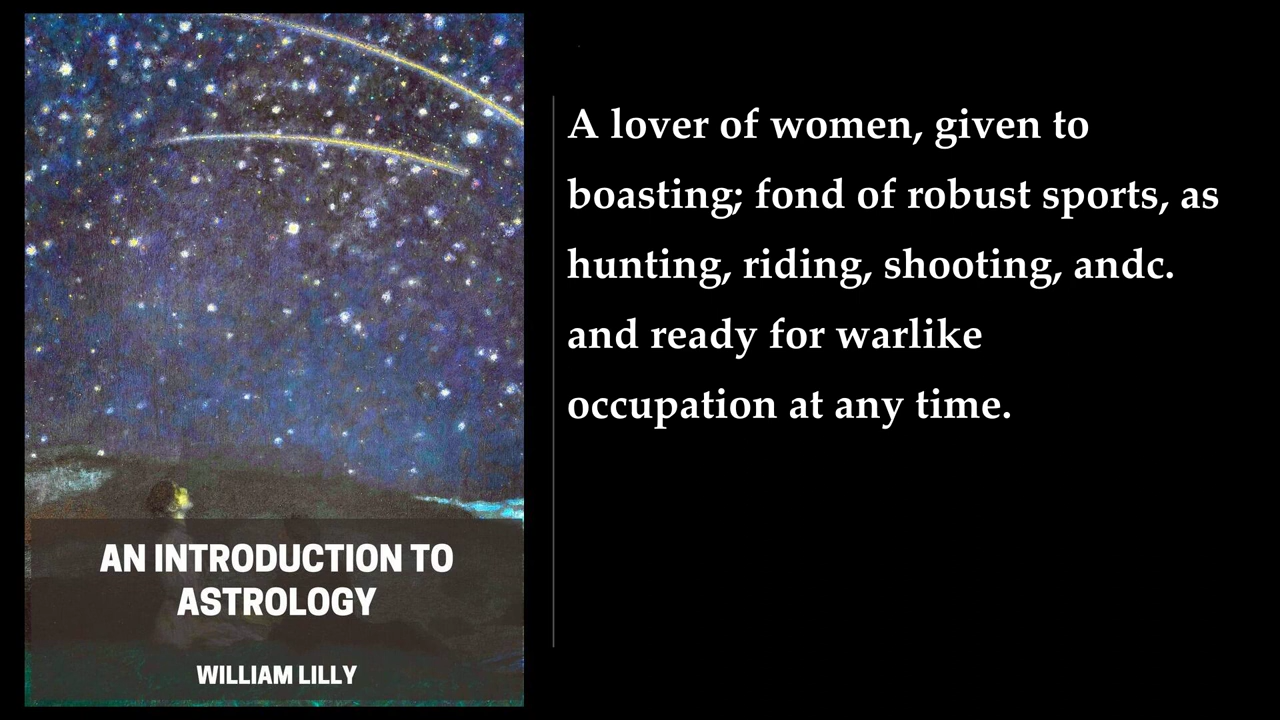 A lover of women, given to
boasting; fond of robust sports, as
hunting, riding, shooting, andc.
and ready for warlike
occupation at any time.
AN INTRODUCTION TO
ASTROLOGY
WILLIAM LILLY